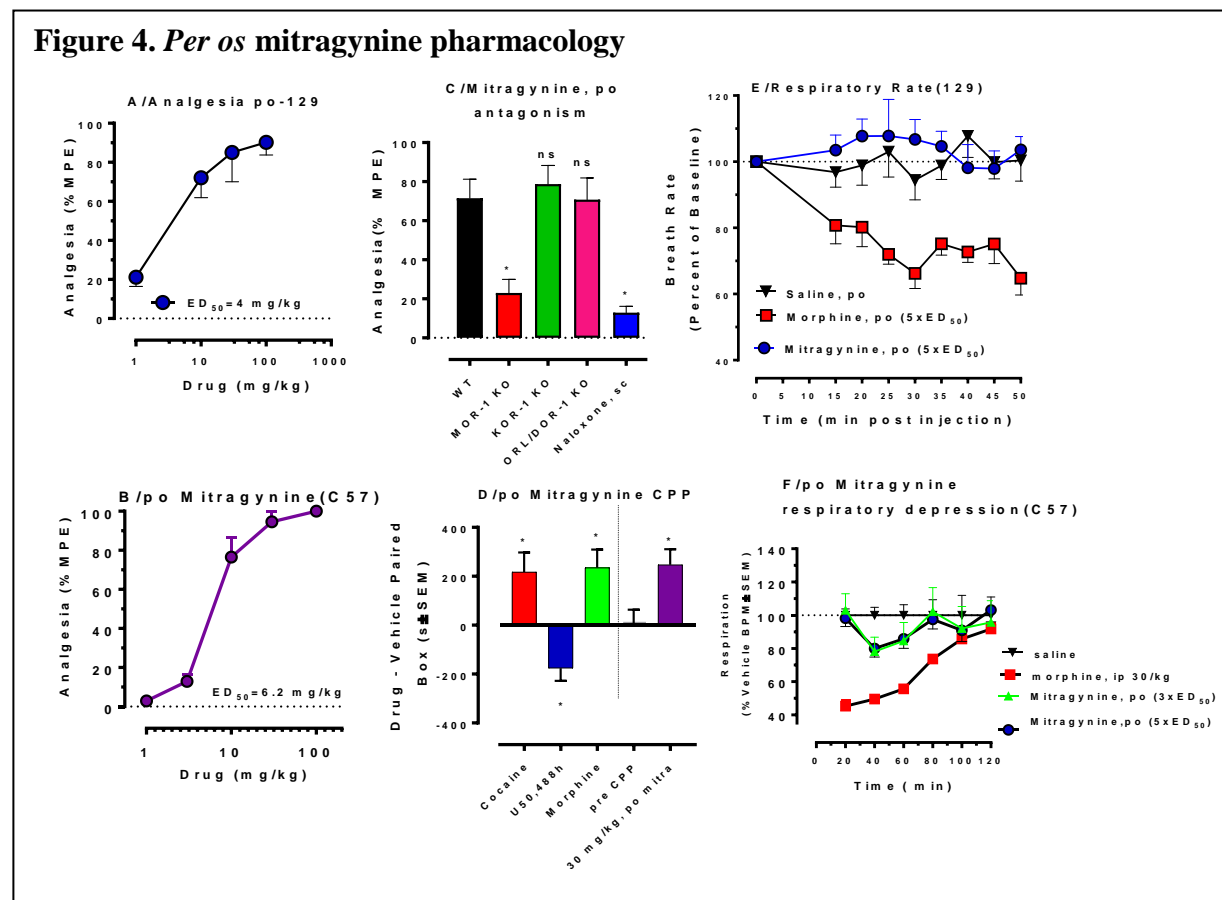 Figure 4. Per os mitragynine pharmacology
A/Analgesia po-129
Analgesia (% MPE)
100
80
60
40
20
0
ED50=4 mg/kg
1 10 100 1000
Drug (mg/kg)
C/Mitragynine, po
antagonism
Analgesia(% MPE)
100
80
60
40
20
0
* ns ns *
WT
MOR-1 KO
KOR-1 KO
ORL/DOR-1 KO
Naloxone, sc
E/Respiratory Rate(129)
Breath Rate
(Percent of Baseline)
120
100
80
60
40
Saline, po
Morphine, po (5xED50)
Mitragynine, po (5xED50)
0 5 10 15 20 25 30 35 40 45 50
Time (min post injection)
B/po Mitragynine(C57)
Analgesia (% MPE)
100
80
60
40
20
0
ED50=6.2 mg/kg
1 10 100
Drug (mg/kg)
D/po Mitragynine CPP
Drug - Vehicle Paired
Box (s±SEM)
400
200
0
-200
-400
* * * *
Cocaine
U50,488h
Morphine
pre CPP
30 mg/kg, po mitra
F/po Mitragynine
respiratory depression(C57)
Respiration
(% Vehicle BPM±SEM)
140
120
100
80
60
40
saline
morphine, ip 30/kg
Mitragynine, po (3xED50)
Mitragynine,po (5xED50)
0 20 40 60 80 100 120
Time (min)